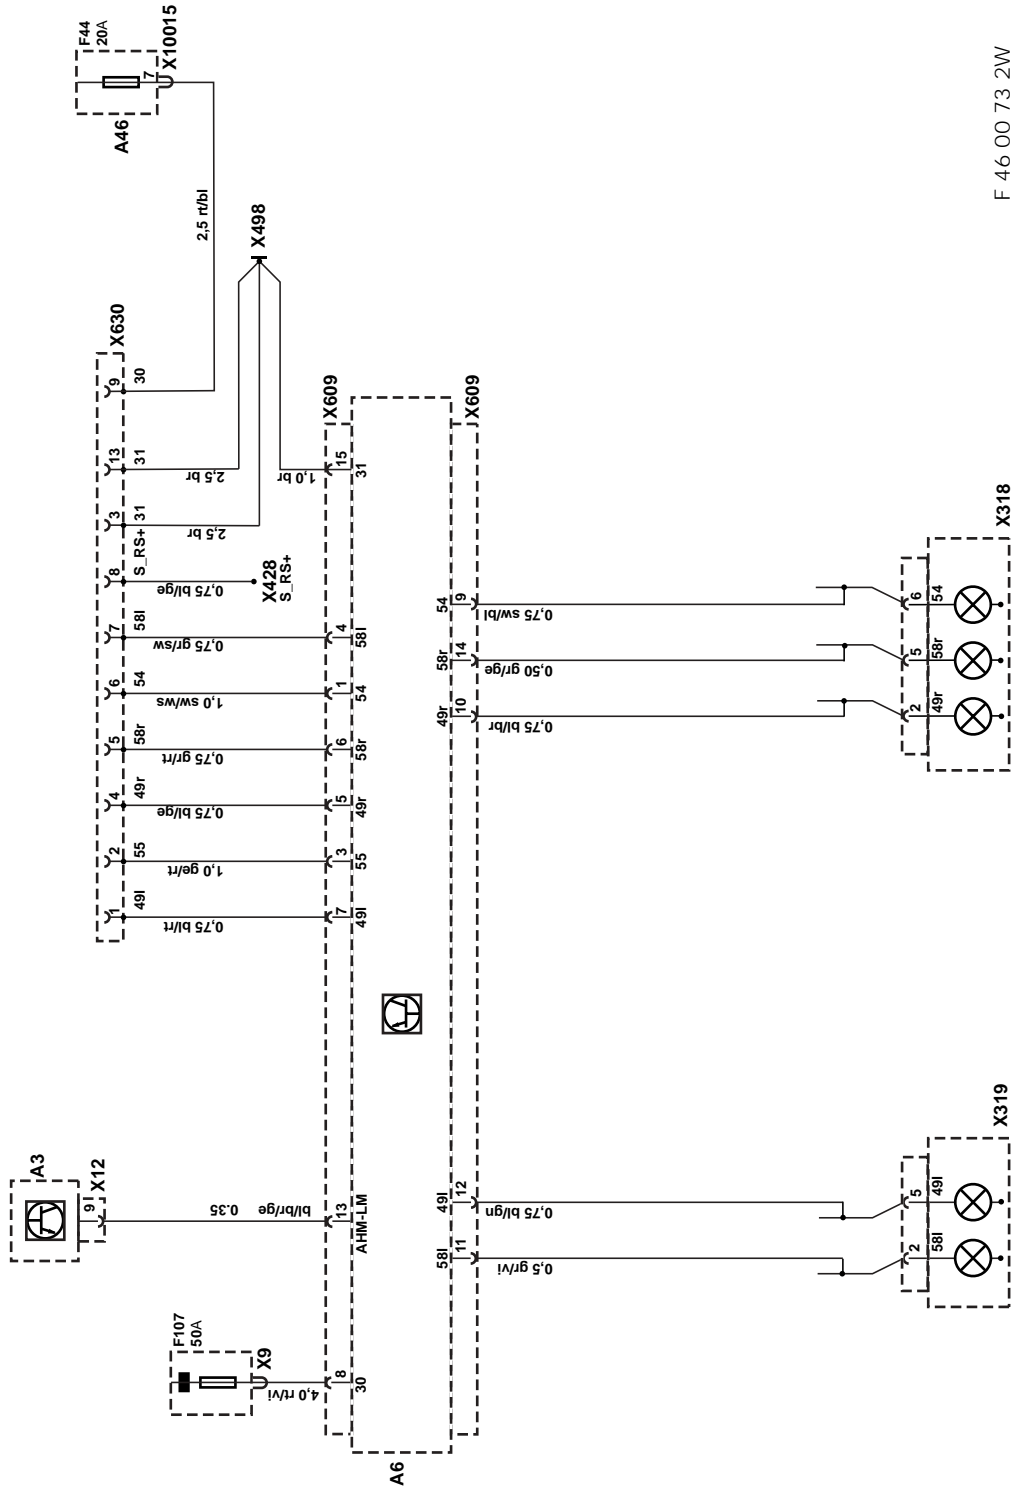 F44
20A
X10015
7
A46
2,5 rt/bl
X498
X630
9
30
13
31
2,5 br
3
31
2,5 br
8
S_RS+
0,75 bl/ge
X428
S_RS+
7
58l
0,75 gr/sw
6
54
1,0 sw/ws
5
58r
0,75 gr/rt
4
49r
0,75 bl/ge
2
55
1,0 ge/rt
1
49l
0,75 bl/rt
X609
1,0 br
15
31
4
58l
1
54
6
58r
5
49r
3
55
7
49l
A3
X12
9
0.35 bl/br/ge
13
AHM-LM
F107
50A
X9
4,0 rt/vi
8
30
A6
X609
54
9
0,75 sw/bl
58r
14
0,50 gr/ge
49r
10
0,75 bl/br
49l
12
0,75 bl/gn
58l
11
0,5 gr/vi
X318
6
54
5
58r
2
49r
X319
5
49l
2
58l
F 46 00 73 2W